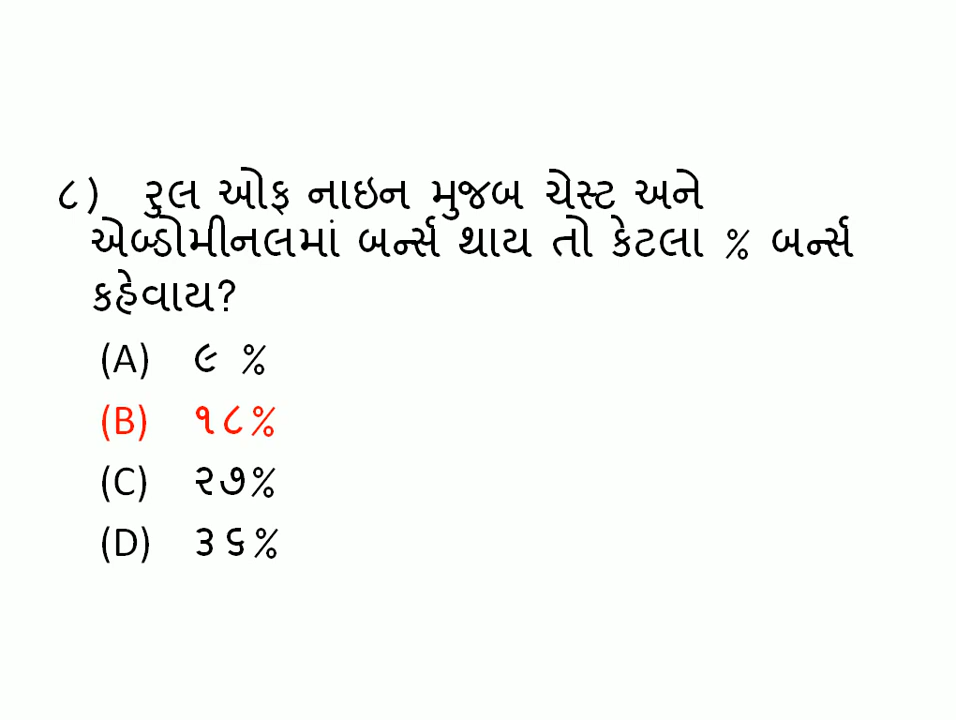 ૮) રુલ ઓફ નાઇન મુજબ ચેસ્ટ અને
એબ્ડોમીનલમાં બર્ન્સ થાય તો કેટલા % બર્ન્સ
કહેવાય?
(A) ૯ %
(B) ૧૮%
(C) ૨૭%
(D) ૩૬%